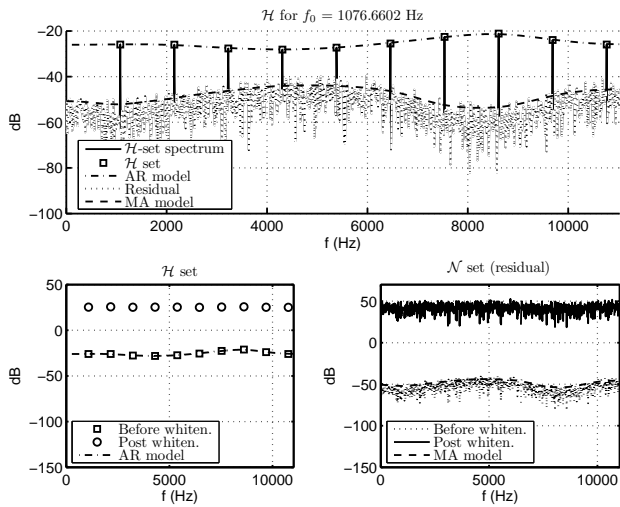 ℋ for f₀ = 1076.6602 Hz
−20
−40
−60
−80
−100
dB
ℋ-set spectrum
ℋ set
AR model
Residual
MA model
0 2000 4000 6000 8000 10000
f (Hz)
ℋ set
50
0
−50
−100
−150
dB
Before whiten.
Post whiten.
AR model
0 5000 10000
f (Hz)
𝒩 set (residual)
50
0
−50
−100
−150
dB
Before whiten.
Post whiten.
MA model
0 5000 10000
f (Hz)